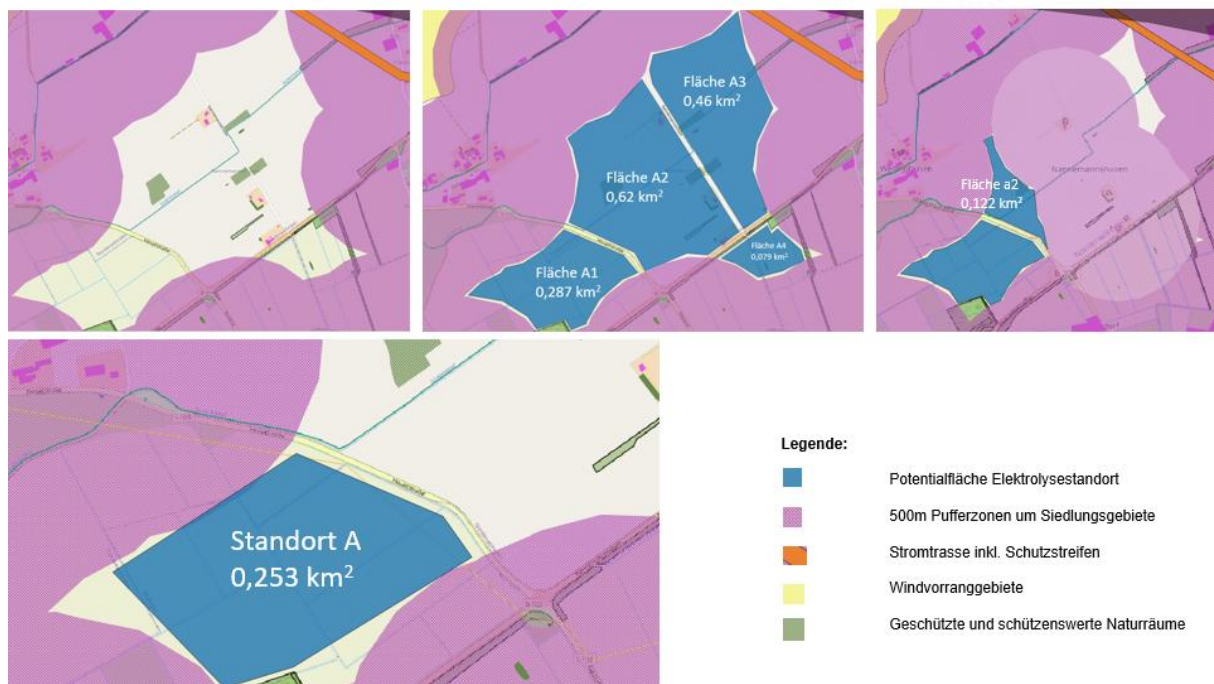 Fläche A3
0,46 km²
Fläche A2
0,62 km²
Fläche A1
0,287 km²
Fläche A4
0,079 km²
Fläche a2
0,122 km²
Standort A
0,253 km²
Legende:
Potentialfläche Elektrolysestandort
500m Pufferzonen um Siedlungsgebiete
Stromtrasse inkl. Schutzstreifen
Windvorranggebiete
Geschützte und schützenswerte Naturräume